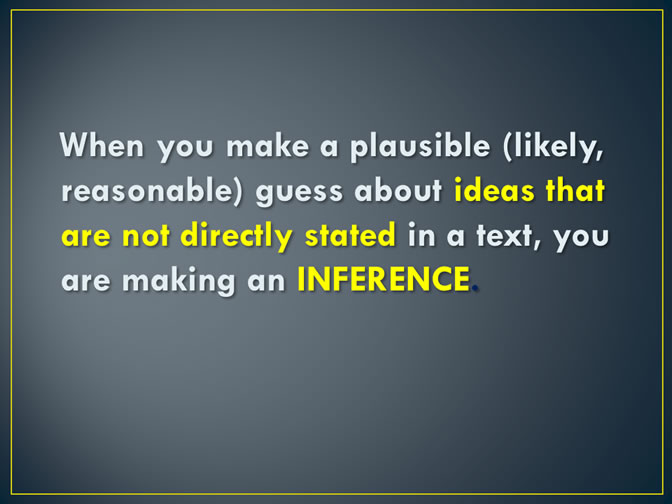 When you make a plausible (likely,
reasonable) guess about ideas that
are not directly stated in a text, you
are making an INFERENCE.